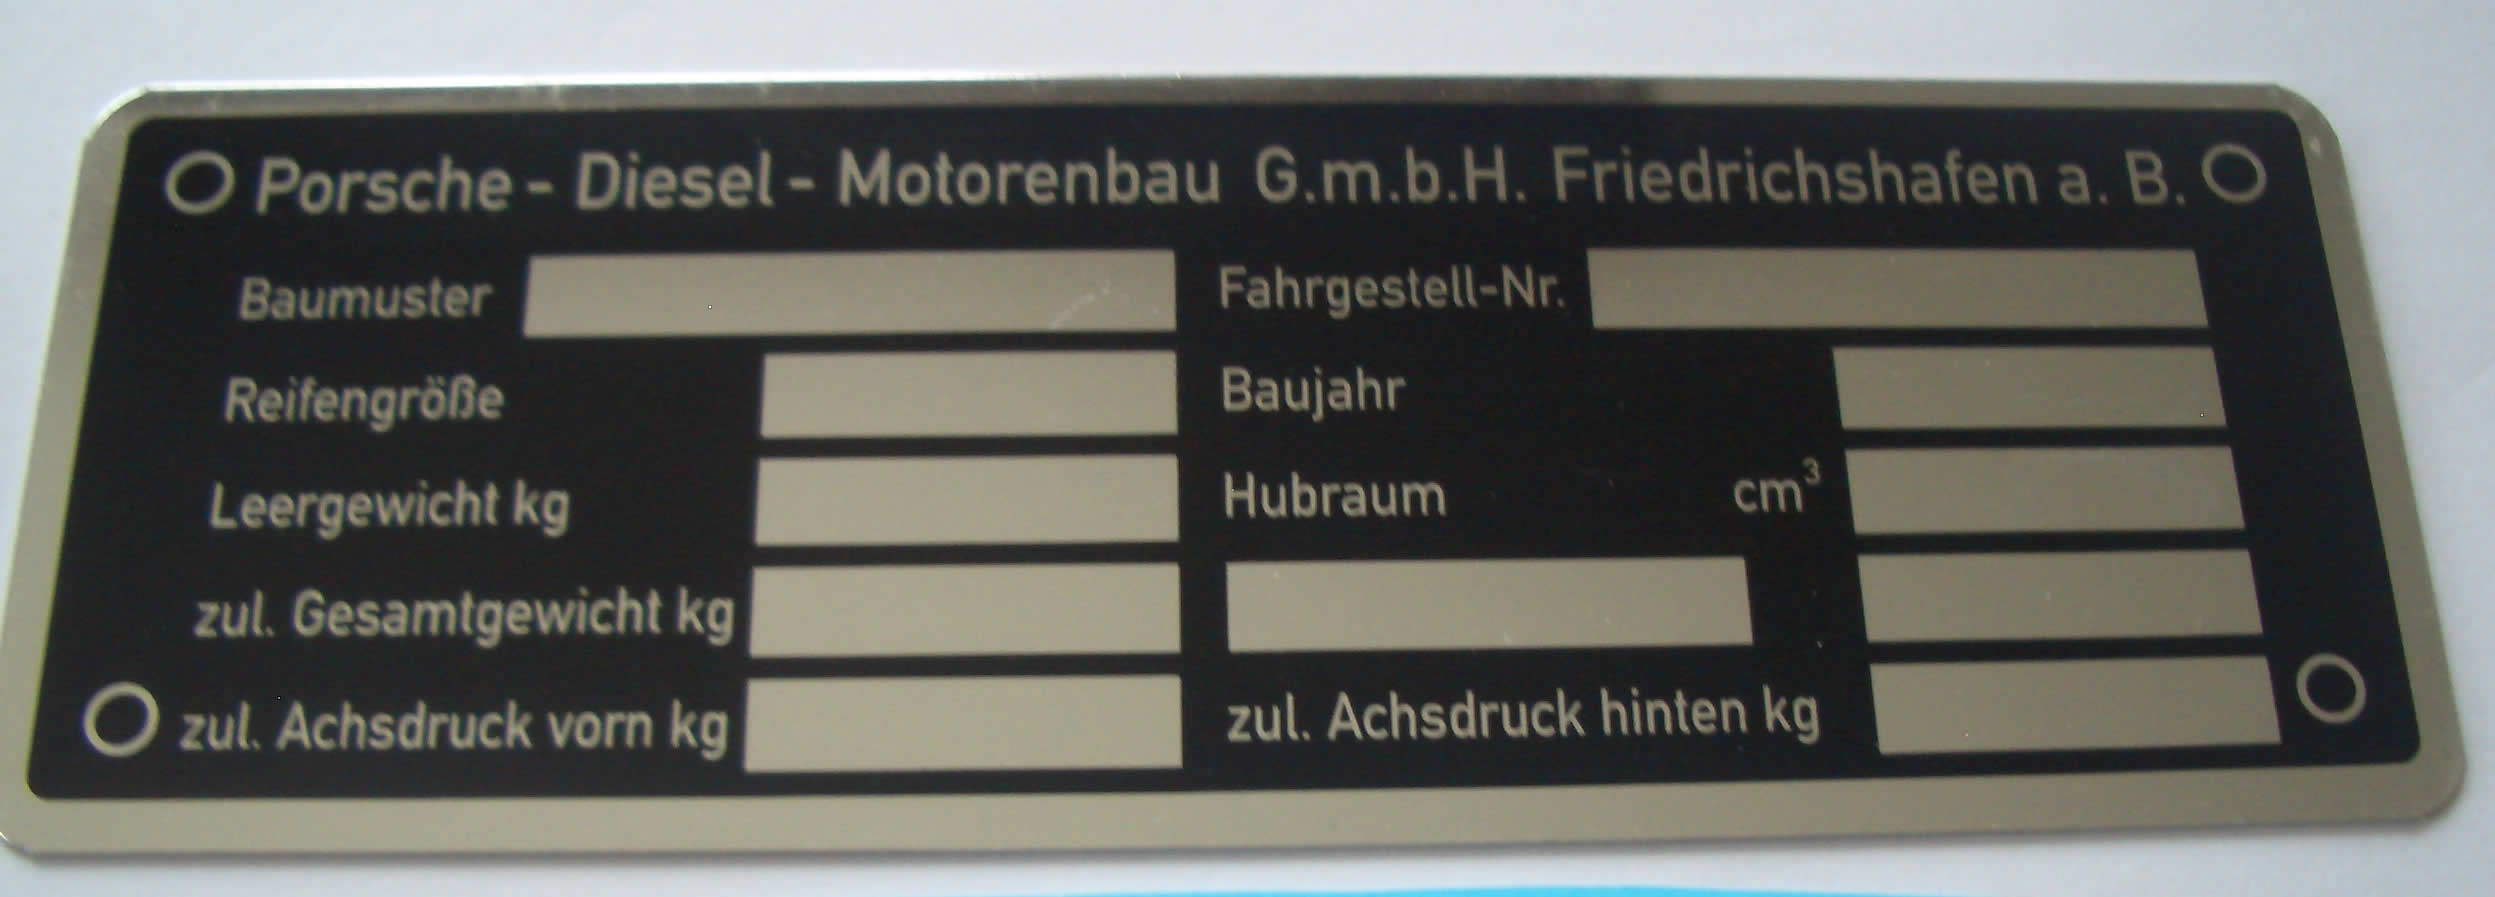 Porsche - Diesel - Motorenbau G.m.b.H. Friedrichshafen a. B.
Baumuster Fahrgestell-Nr.
Reifengröße Baujahr
Leergewicht kg Hubraum cm³
zul. Gesamtgewicht kg
zul. Achsdruck vorn kg zul. Achsdruck hinten kg